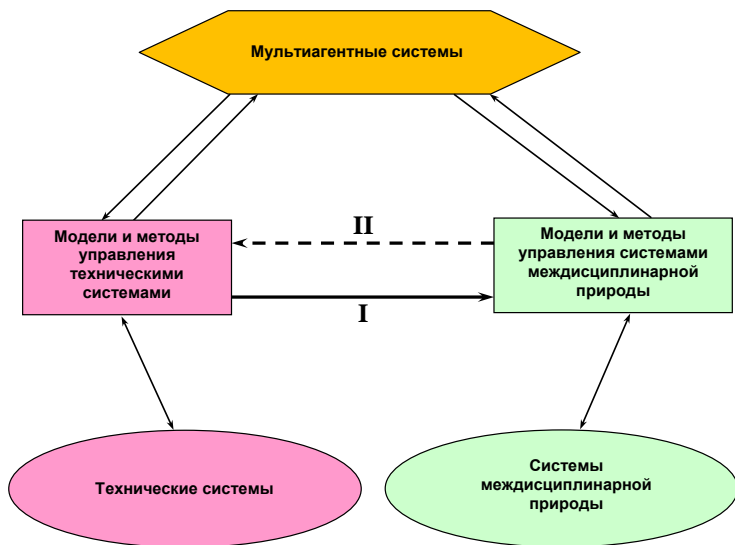 Мультиагентные системы
Модели и методы
управления
техническими
системами
II
I
Модели и методы
управления системами
междисциплинарной
природы
Технические системы
Системы
междисциплинарной
природы